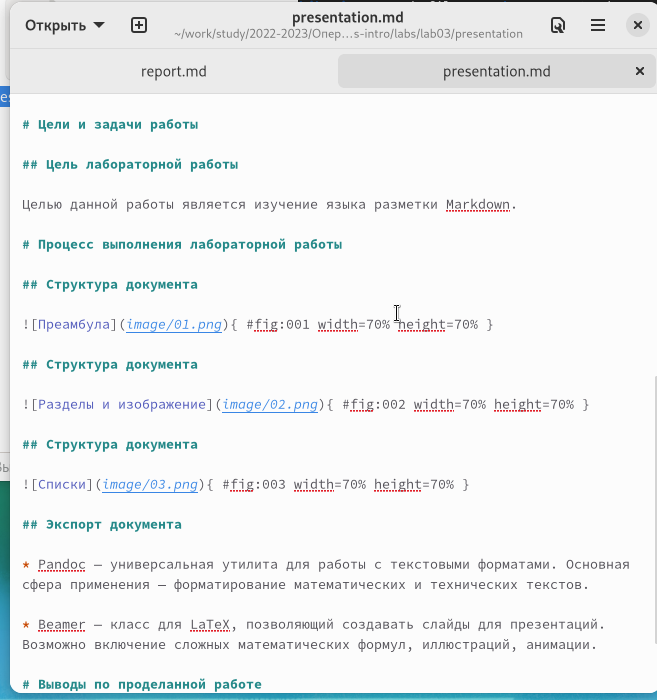 Открыть
presentation.md
~/work/study/2022-2023/Опер…s-intro/labs/lab03/presentation
report.md
presentation.md
# Цели и задачи работы
## Цель лабораторной работы
Целью данной работы является изучение языка разметки Markdown.
# Процесс выполнения лабораторной работы
## Структура документа
![Преамбула](image/01.png){ #fig:001 width=70% height=70% }
## Структура документа
![Разделы и изображение](image/02.png){ #fig:002 width=70% height=70% }
## Структура документа
![Списки](image/03.png){ #fig:003 width=70% height=70% }
## Экспорт документа
* Pandoc — универсальная утилита для работы с текстовыми форматами. Основная
сфера применения — форматирование математических и технических текстов.
* Beamer — класс для LaTeX, позволяющий создавать слайды для презентаций.
Возможно включение сложных математических формул, иллюстраций, анимации.
# Выводы по проделанной работе